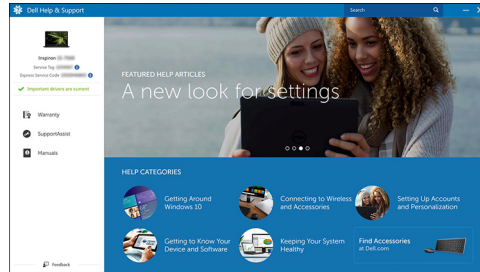 Dell Help & Support
Search
Inspiron
Service Tag
Express Service Code
Important drivers are current
Warranty
SupportAssist
Manuals
Feedback
FEATURED HELP ARTICLES
A new look for settings
HELP CATEGORIES
Getting Around
Windows 10
Connecting to Wireless
and Accessories
Setting Up Accounts
and Personalization
Getting to Know Your
Device and Software
Keeping Your System
Healthy
Find Accessories
at Dell.com